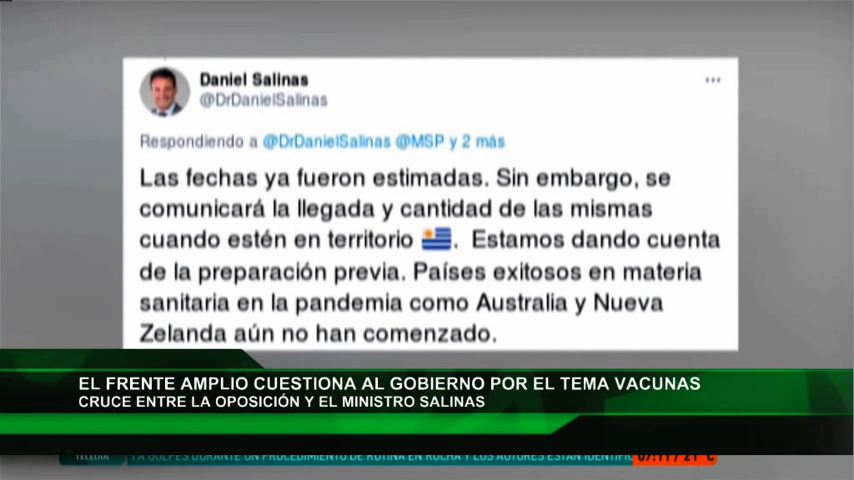 Daniel Salinas
@DrDanielSalinas
Respondiendo a @DrDanielSalinas @MSP y 2 más
Las fechas ya fueron estimadas. Sin embargo, se
comunicará la llegada y cantidad de las mismas
cuando estén en territorio 🇺🇾. Estamos dando cuenta
de la preparación previa. Países exitosos en materia
sanitaria en la pandemia como Australia y Nueva
Zelanda aún no han comenzado.
EL FRENTE AMPLIO CUESTIONA AL GOBIERNO POR EL TEMA VACUNAS
CRUCE ENTRE LA OPOSICIÓN Y EL MINISTRO SALINAS
TELEDÍA
A GOLPES DURANTE UN PROCEDIMIENTO DE RUTINA EN ROCHA Y LOS AUTORES ESTÁN
07:11 / 21°C